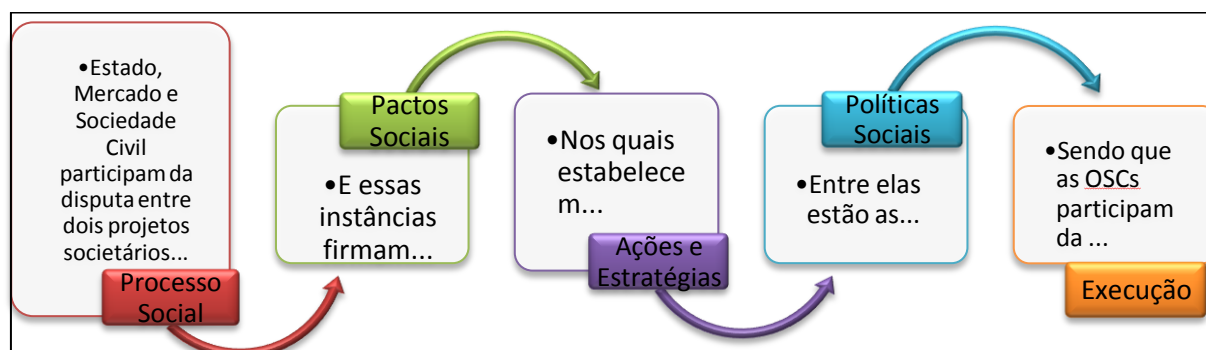 •Estado,
Mercado e
Sociedade
Civil
participam da
disputa entre
dois projetos
societários...
Processo
Social
Pactos
Sociais
•E essas
instâncias
firmam...
•Nos quais
estabelece
m...
Ações e
Estratégias
Políticas
Sociais
•Entre elas
estão as...
•Sendo que
as OSCs
participam
da ...
Execução